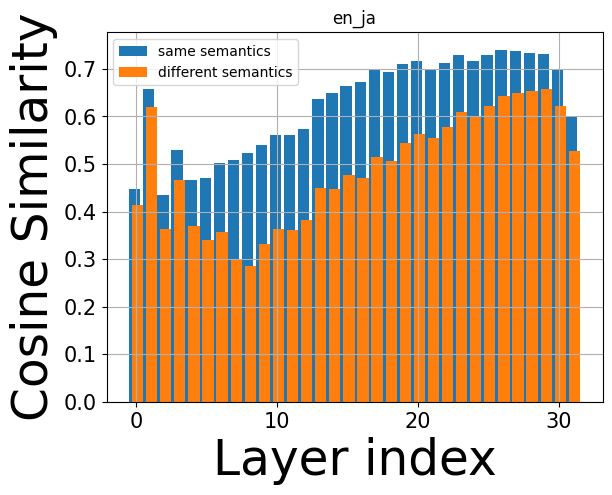 en_ja
same semantics
different semantics
Cosine Similarity
0.7
0.6
0.5
0.4
0.3
0.2
0.1
0.0
0 10 20 30
Layer index